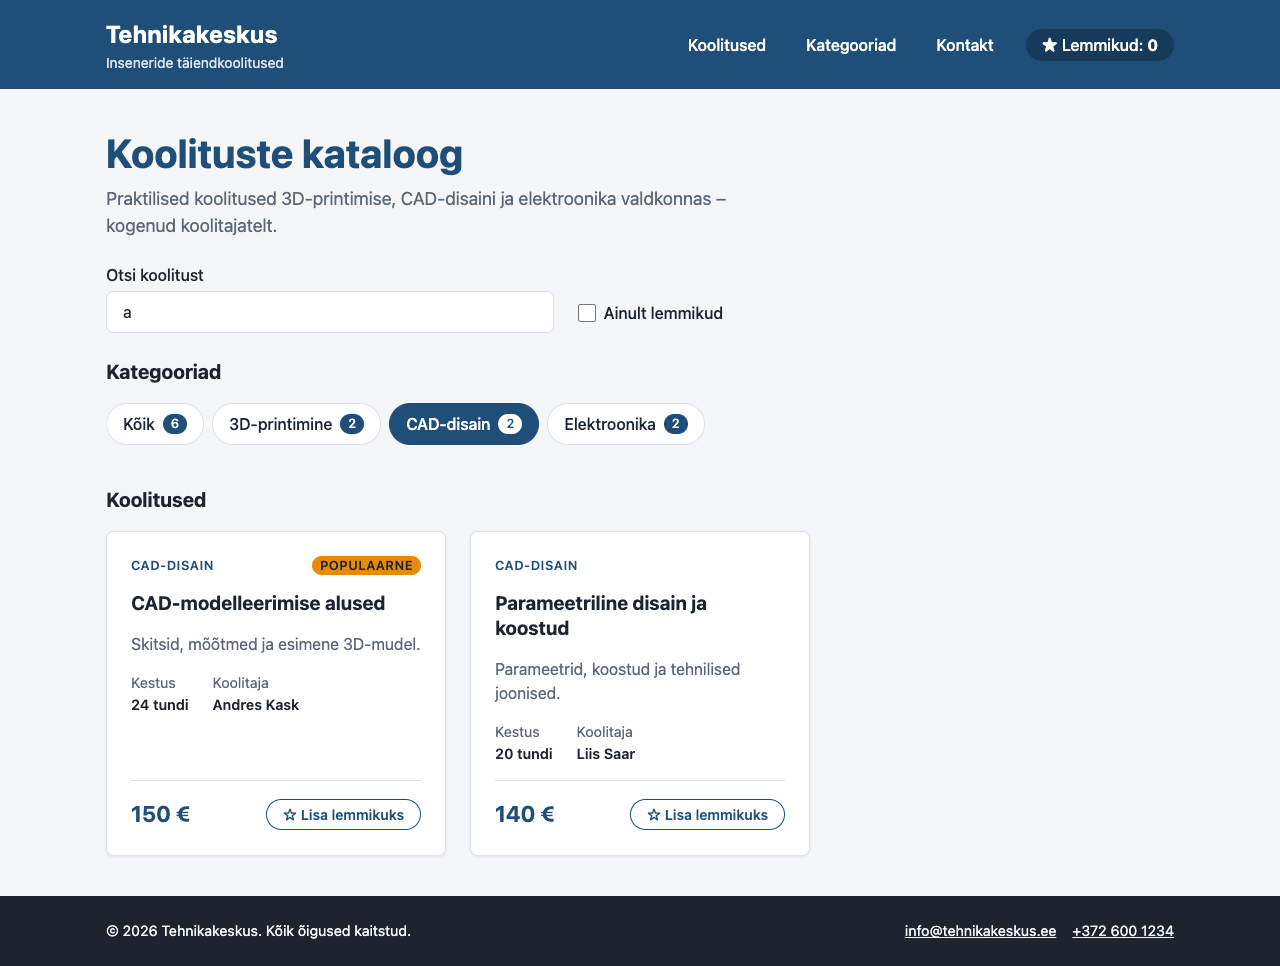 Tehnikakeskus
Inseneride täiendkoolitused
Koolitused
Kategooriad
Kontakt
★ Lemmikud: 0
Koolituste kataloog
Praktilised koolitused 3D-printimise, CAD-disaini ja elektroonika valdkonnas –
kogenud koolitajatelt.
Otsi koolitust
a
Ainult lemmikud
Kategooriad
Kõik 6
3D-printimine 2
CAD-disain 2
Elektroonika 2
Koolitused
CAD-DISAIN
POPULAARNE
CAD-modelleerimise alused
Skitsid, mõõtmed ja esimene 3D-mudel.
Kestus
24 tundi
Koolitaja
Andres Kask
150 €
☆ Lisa lemmikuks
CAD-DISAIN
Parameetriline disain ja
koostud
Parameetrid, koostud ja tehnilised
joonised.
Kestus
20 tundi
Koolitaja
Liis Saar
140 €
☆ Lisa lemmikuks
© 2026 Tehnikakeskus. Kõik õigused kaitstud.
info@tehnikakeskus.ee
+372 600 1234